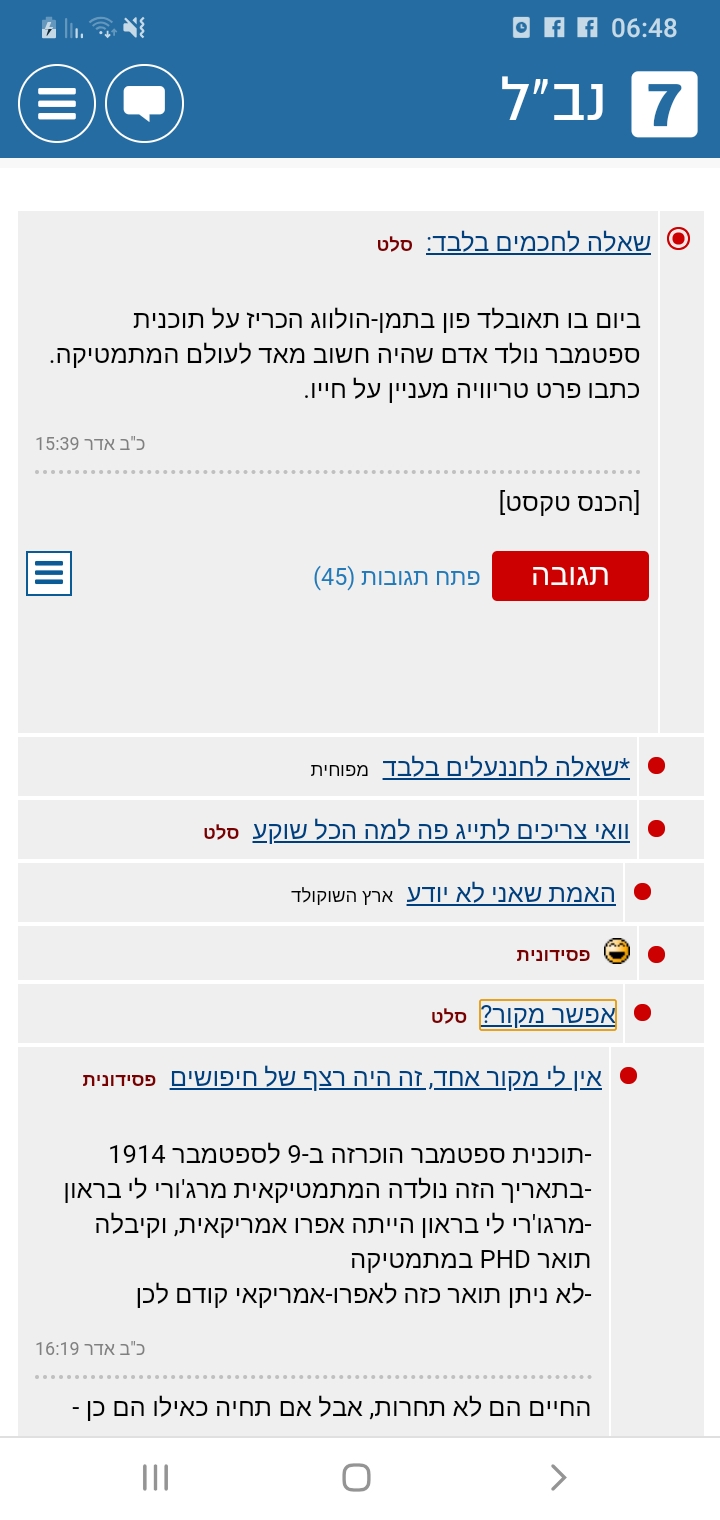 06:48
7 נב"ל
שאלה לחכמים בלבד: סלט
ביום בו תאובלד פון בתמן-הולווג הכריז על תוכנית
ספטמבר נולד אדם שהיה חשוב מאד לעולם המתמטיקה.
כתבו פרט טריוויה מעניין על חייו.
כ"ב אדר 15:39
[הכנס טקסט]
תגובה פתח תגובות (45)
*שאלה לחננעלים בלבד מפוחית
וואי צריכים לתייג פה למה הכל שוקע סלט
האמת שאני לא יודע ארץ השוקולד
פסידונית
אפשר מקור? סלט
אין לי מקור אחד, זה היה רצף של חיפושים פסידונית
-תוכנית ספטמבר הוכרזה ב-9 לספטמבר 1914
-בתאריך הזה נולדה המתמטיקאית מרג'ורי לי בראון
-מרגו'רי לי בראון הייתה אפרו אמריקאית, וקיבלה
תואר PHD במתמטיקה
-לא ניתן תואר כזה לאפרו-אמריקאי קודם לכן
כ"ב אדר 16:19
החיים הם לא תחרות, אבל אם תחיה כאילו הם כן -